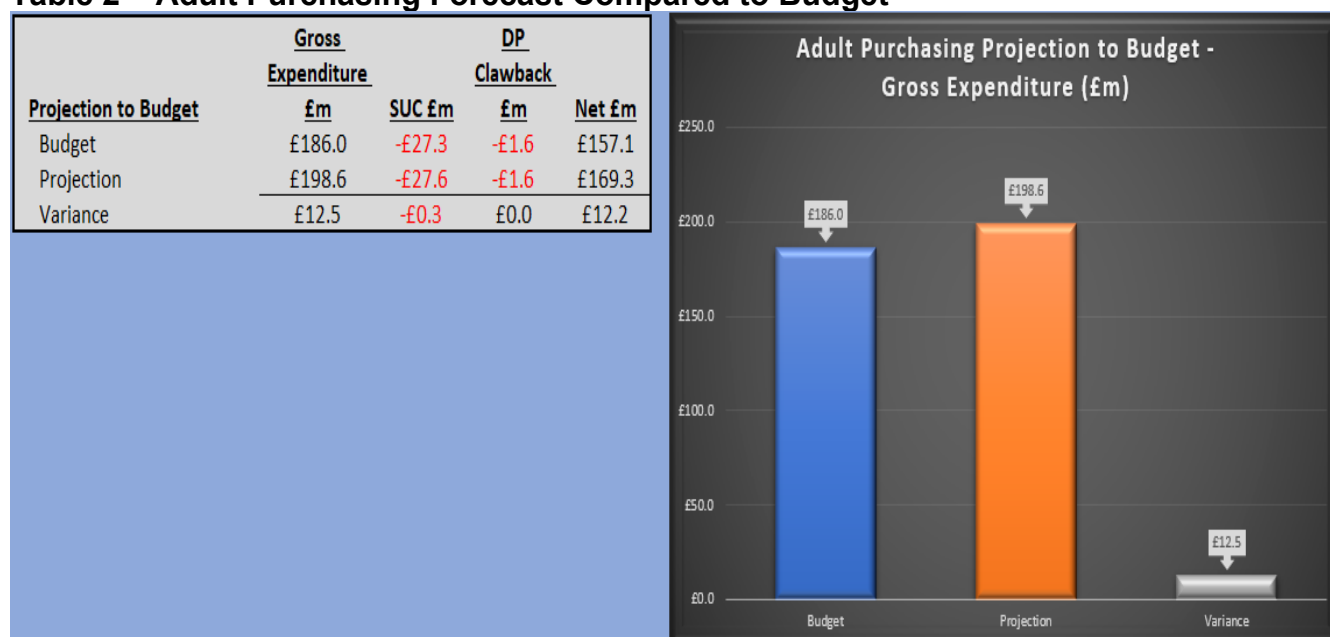 Table 2 – Adult Purchasing Forecast Compared to Budget
Gross Expenditure £m SUC £m DP Clawback £m Net £m
Projection to Budget
Budget £186.0 -£27.3 -£1.6 £157.1
Projection £198.6 -£27.6 -£1.6 £169.3
Variance £12.5 -£0.3 £0.0 £12.2
Adult Purchasing Projection to Budget -
Gross Expenditure (£m)
£250.0
£200.0
£150.0
£100.0
£50.0
£0.0
£186.0
£198.6
£12.5
Budget Projection Variance